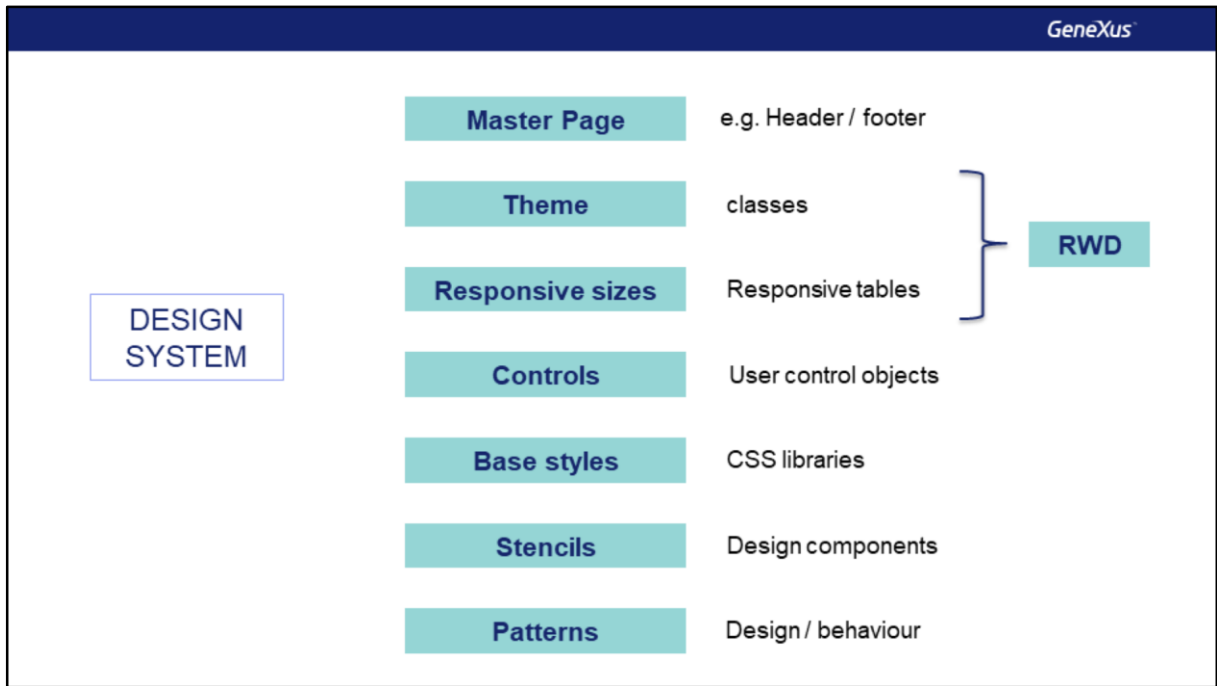 GeneXus
Master Page e.g. Header / footer
Theme classes
RWD
Responsive sizes Responsive tables
DESIGN
SYSTEM
Controls User control objects
Base styles CSS libraries
Stencils Design components
Patterns Design / behaviour